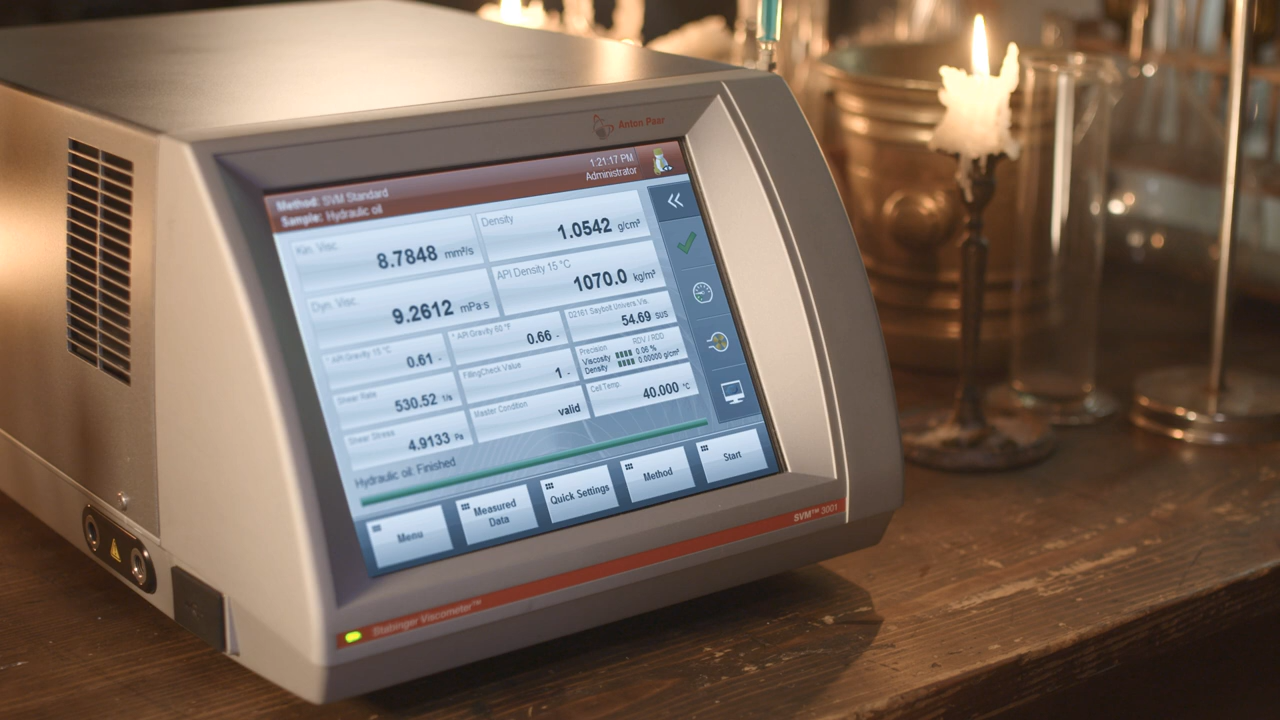 Anton Paar
1:21:17 PM
Administrator
Method: SVM Standard
Sample: Hydraulic oil
Kin. Visc.
8.7848 mm²/s
Density
1.0542 g/cm³
Dyn. Visc.
9.2612 mPa·s
API Density 15 °C
1070.0 kg/m³
° API Gravity 15 °C
0.61 -
° API Gravity 60 °F
0.66 -
D2161 Saybolt Univers.Vis.
54.69 SUS
Shear Rate
530.52 1/s
FillingCheck Value
1 -
Precision RDV / RDD
Viscosity 0.06 %
Density 0.00000 g/cm³
Shear Stress
4.9133 Pa
Master Condition
valid
Cell Temp.
40.000 °C
Hydraulic oil: Finished
Menu
Measured
Data
Quick Settings
Method
Start
SVM™ 3001
Stabinger Viscometer™